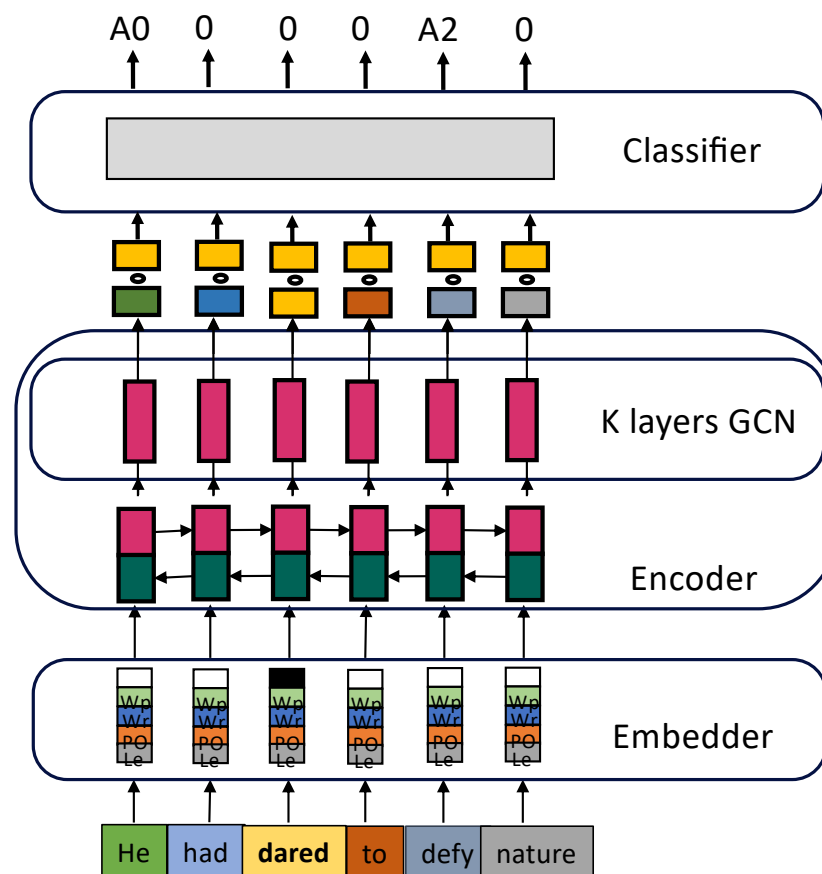 A0 0 0 0 A2 0
Classifier
K layers GCN
Encoder
Wp Wp Wp Wp Wp Wp
Wr Wr Wr Wr Wr Wr
PO PO PO PO PO PO
Le Le Le Le Le Le
Embedder
He had dared to defy nature